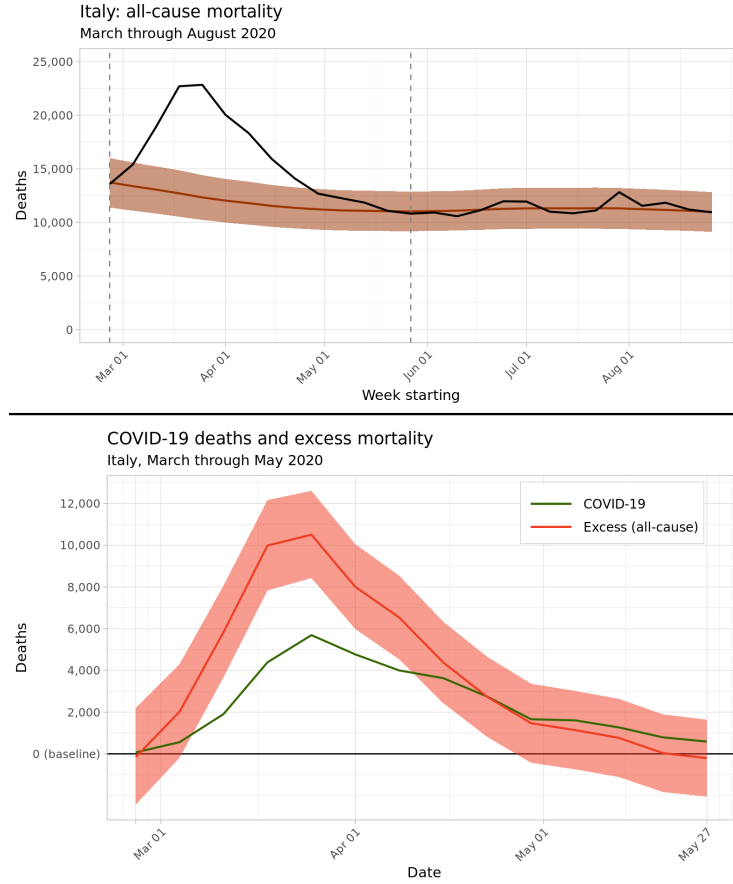 Italy: all-cause mortality
March through August 2020
25,000
20,000
15,000
10,000
5,000
0
Deaths
Mar 01
Apr 01
May 01
Jun 01
Jul 01
Aug 01
Week starting
COVID-19 deaths and excess mortality
Italy, March through May 2020
12,000
10,000
8,000
6,000
4,000
2,000
0 (baseline)
Deaths
COVID-19
Excess (all-cause)
Mar 01
Apr 01
May 01
May 27
Date